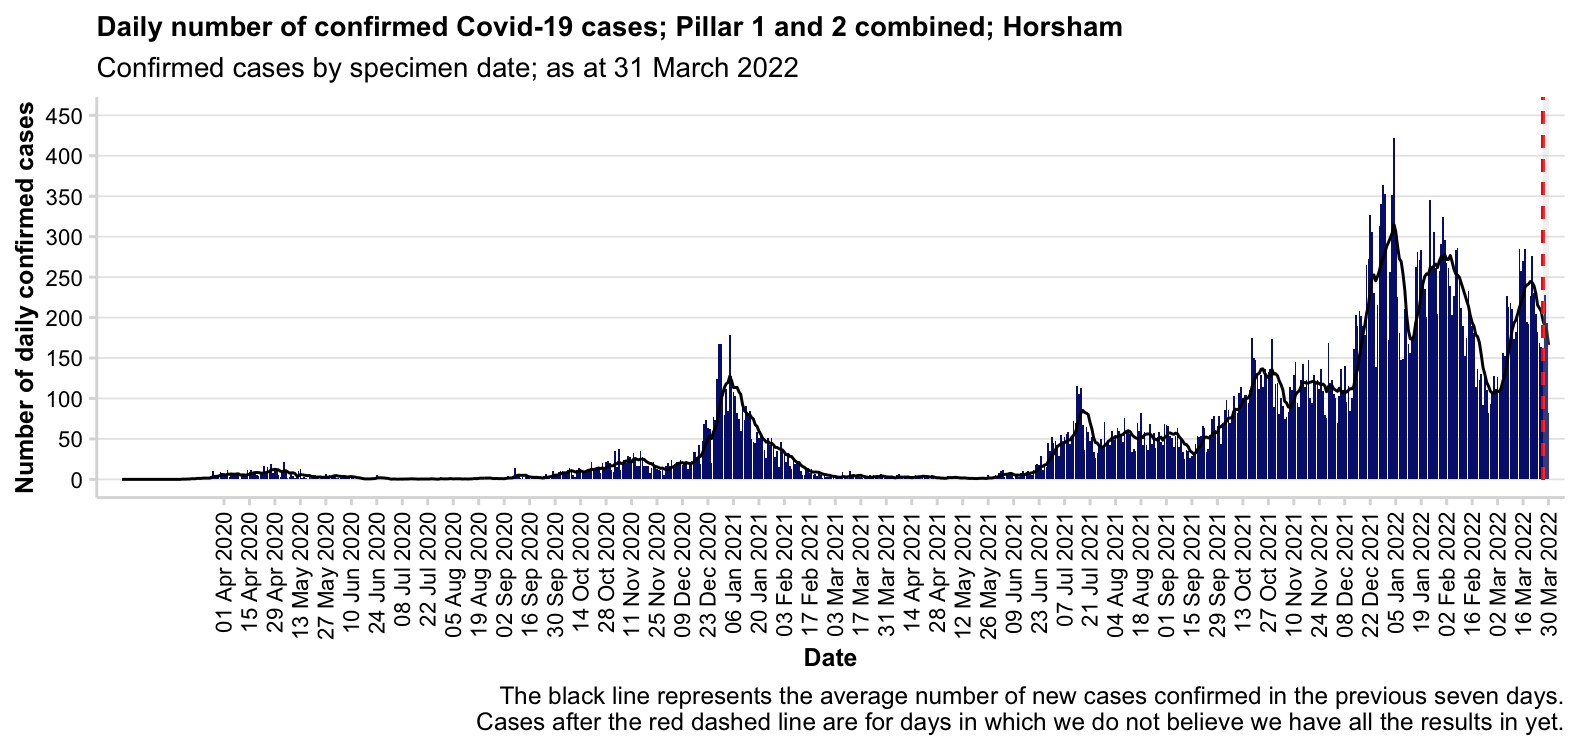 Daily number of confirmed Covid-19 cases; Pillar 1 and 2 combined; Horsham
Confirmed cases by specimen date; as at 31 March 2022
Number of daily confirmed cases
450
400
350
300
250
200
150
100
50
0
01 Apr 2020
15 Apr 2020
29 Apr 2020
13 May 2020
27 May 2020
10 Jun 2020
24 Jun 2020
08 Jul 2020
22 Jul 2020
05 Aug 2020
19 Aug 2020
02 Sep 2020
16 Sep 2020
30 Sep 2020
14 Oct 2020
28 Oct 2020
11 Nov 2020
25 Nov 2020
09 Dec 2020
23 Dec 2020
06 Jan 2021
20 Jan 2021
03 Feb 2021
17 Feb 2021
03 Mar 2021
17 Mar 2021
31 Mar 2021
14 Apr 2021
28 Apr 2021
12 May 2021
26 May 2021
09 Jun 2021
23 Jun 2021
07 Jul 2021
21 Jul 2021
04 Aug 2021
18 Aug 2021
01 Sep 2021
15 Sep 2021
29 Sep 2021
13 Oct 2021
27 Oct 2021
10 Nov 2021
24 Nov 2021
08 Dec 2021
22 Dec 2021
05 Jan 2022
19 Jan 2022
02 Feb 2022
16 Feb 2022
02 Mar 2022
16 Mar 2022
30 Mar 2022
Date
The black line represents the average number of new cases confirmed in the previous seven days.
Cases after the red dashed line are for days in which we do not believe we have all the results in yet.